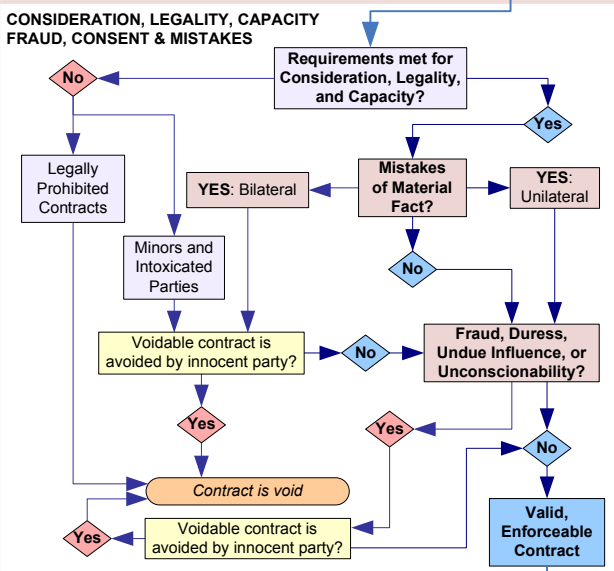 CONSIDERATION, LEGALITY, CAPACITY
FRAUD, CONSENT & MISTAKES
Requirements met for
Consideration, Legality,
and Capacity?
No
Yes
Legally
Prohibited
Contracts
YES: Bilateral
Mistakes
of Material
Fact?
YES:
Unilateral
Minors and
Intoxicated
Parties
No
Voidable contract is
avoided by innocent party?
No
Fraud, Duress,
Undue Influence, or
Unconscionability?
Yes
Yes
No
Contract is void
Yes
Voidable contract is
avoided by innocent party?
Valid,
Enforceable
Contract